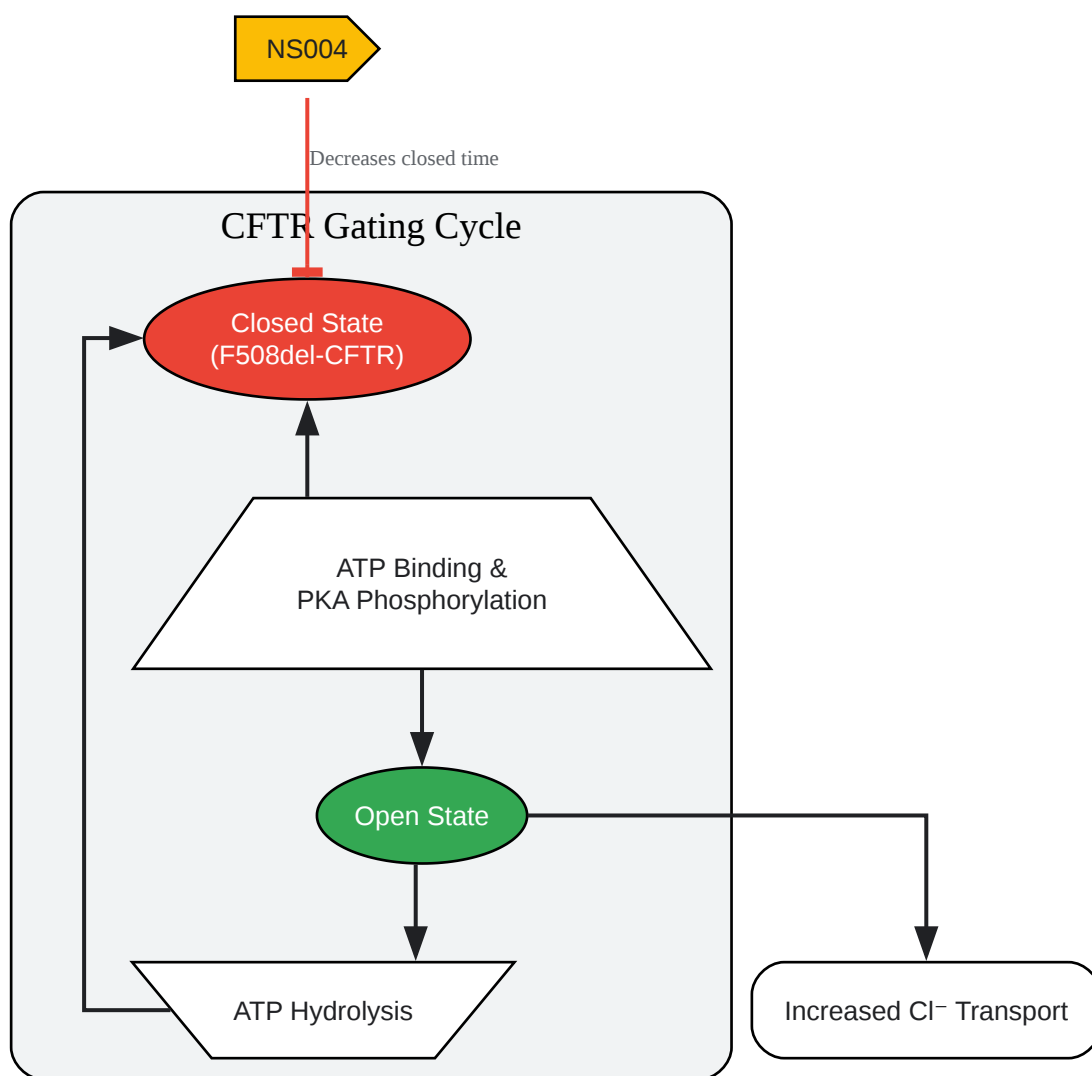 NS004
Decreases closed time
CFTR Gating Cycle
Closed State
(F508del-CFTR)
ATP Binding &
PKA Phosphorylation
Open State
ATP Hydrolysis
Increased Cl⁻ Transport